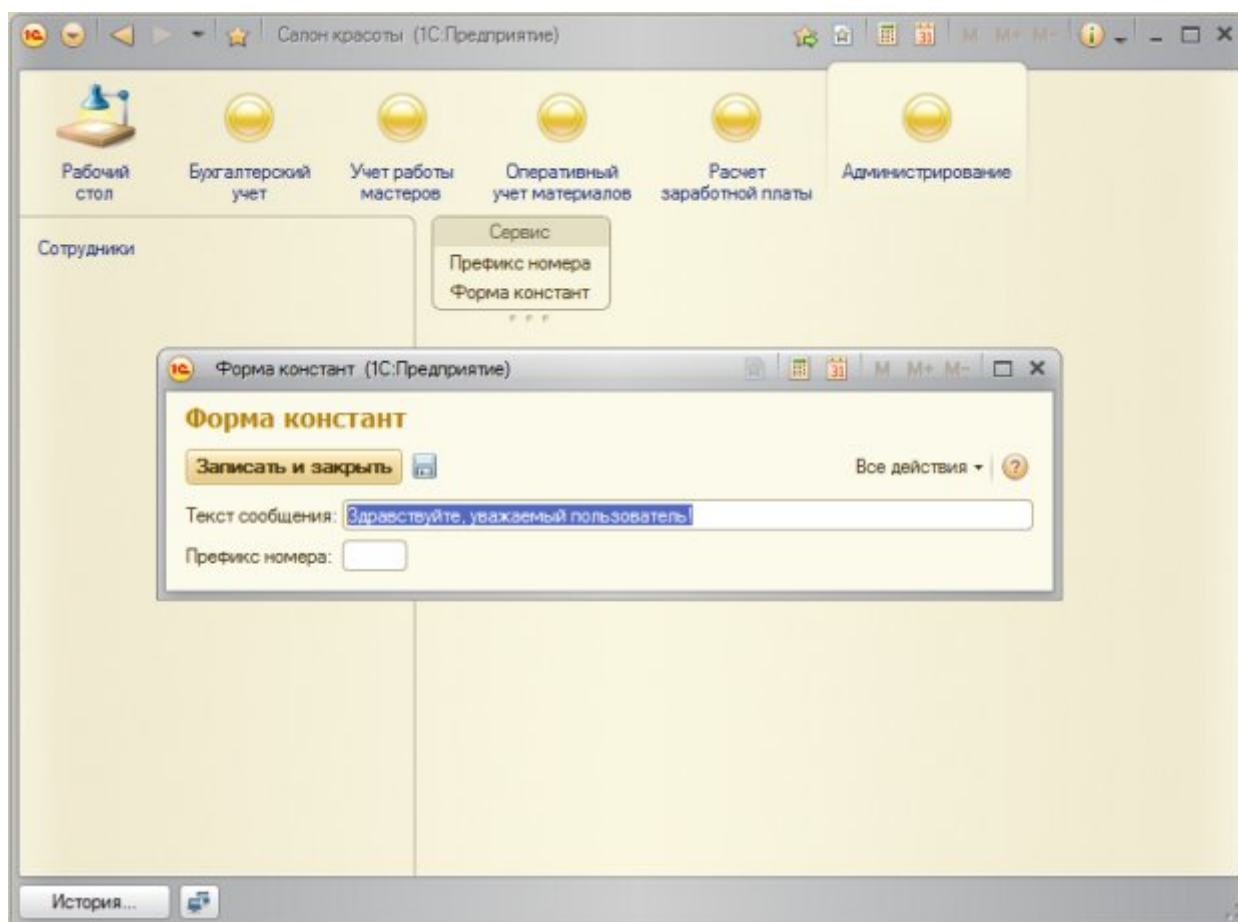 Салон красоты (1С:Предприятие)
31 M M+ M-
Рабочий стол
Бухгалтерский учет
Учет работы мастеров
Оперативный учет материалов
Расчет заработной платы
Администрирование
Сотрудники
Сервис
Префикс номера
Форма констант
Форма констант (1С:Предприятие)
31 M M+ M-
Форма констант
Записать и закрыть
Все действия
Текст сообщения: Здравствуйте, уважаемый пользователь!
Префикс номера:
История...